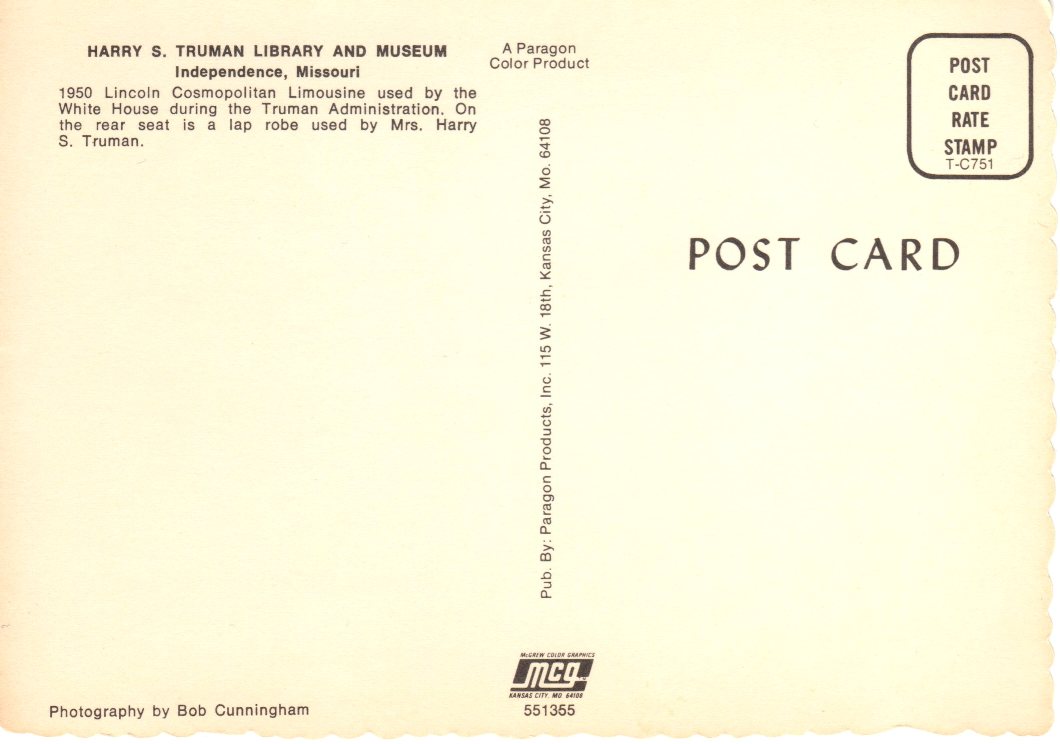 HARRY S. TRUMAN LIBRARY AND MUSEUM
Independence, Missouri
1950 Lincoln Cosmopolitan Limousine used by the
White House during the Truman Administration. On
the rear seat is a lap robe used by Mrs. Harry
S. Truman.
A Paragon
Color Product
Pub. By: Paragon Products, Inc. 115 W. 18th, Kansas City, Mo. 64108
POST
CARD
RATE
STAMP
T-C751
POST CARD
McGREW COLOR GRAPHICS
mcg
KANSAS CITY, MO 64108
551355
Photography by Bob Cunningham